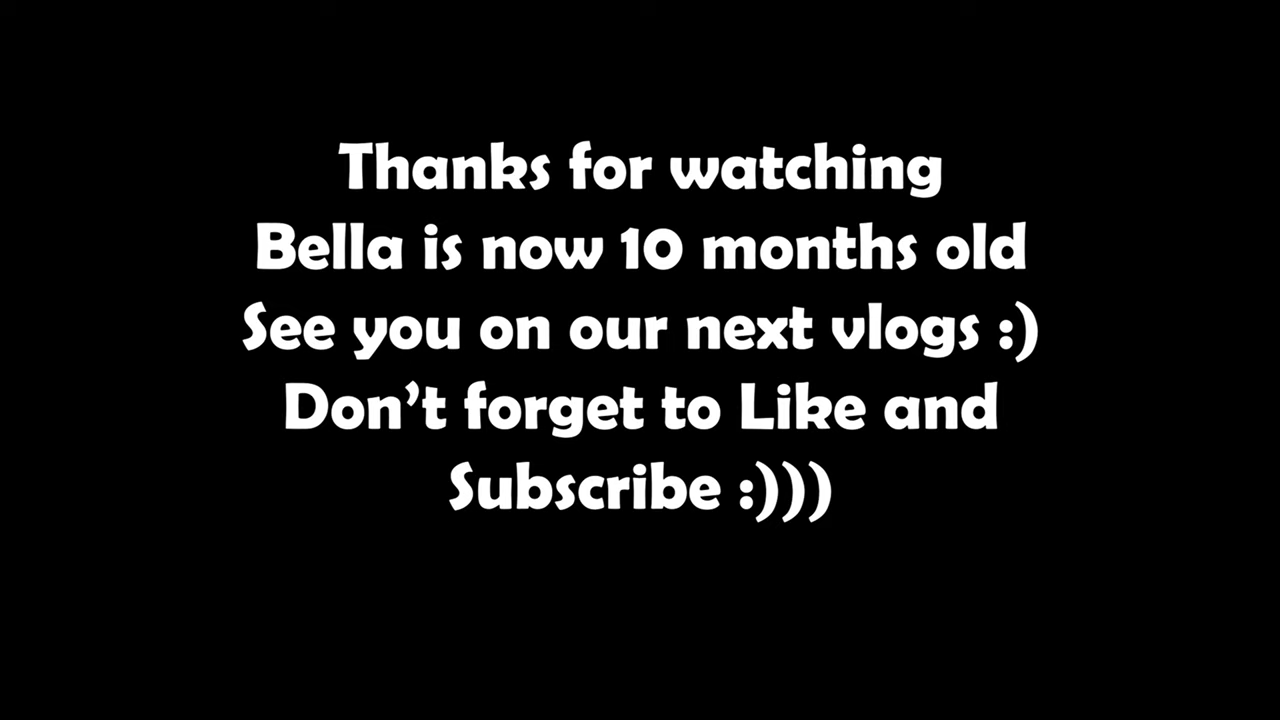 Thanks for watching
Bella is now 10 months old
See you on our next vlogs :)
Don’t forget to Like and
Subscribe :)))